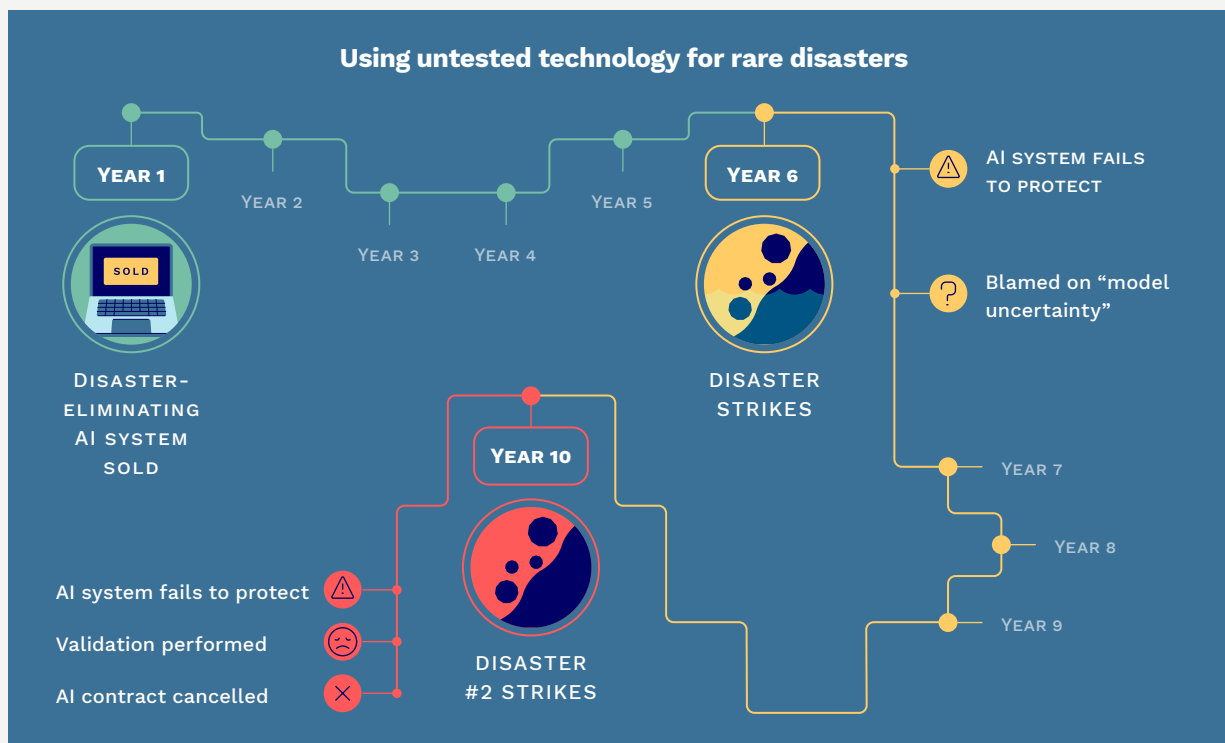 Using untested technology for rare disasters
Year 1
SOLD
Disaster-
eliminating
AI system
sold
Year 2
Year 3
Year 4
Year 5
Year 6
DISASTER
STRIKES
AI system fails
to protect
Blamed on “model
uncertainty”
Year 7
Year 8
Year 9
Year 10
DISASTER
#2 STRIKES
AI system fails to protect
Validation performed
AI contract cancelled